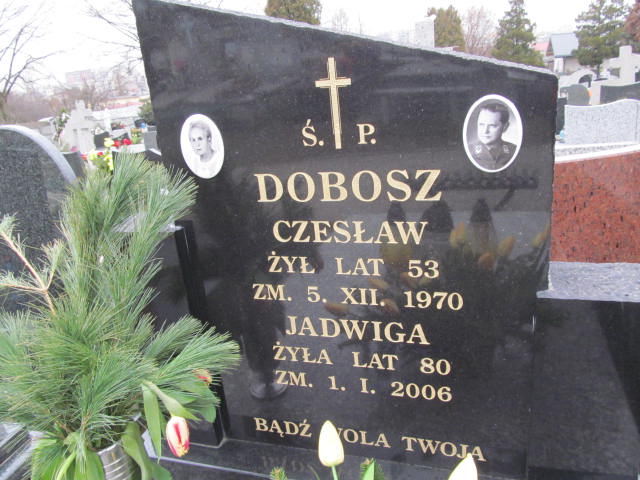 Ś. P.
DOBOSZ
CZESŁAW
ŻYŁ LAT 53
ZM. 5. XII. 1970
JADWIGA
ŻYŁA LAT 80
ZM. 1. I. 2006
BĄDŹ WOLA TWOJA